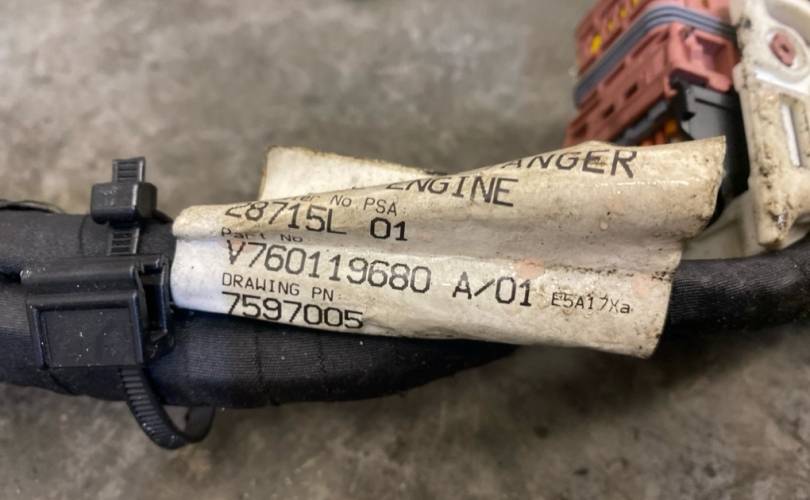 ANGER
ENGINE
No PSA
28715L 01
Part No
V760119680 A/01 E5A17Xa
DRAWING PN
7597005